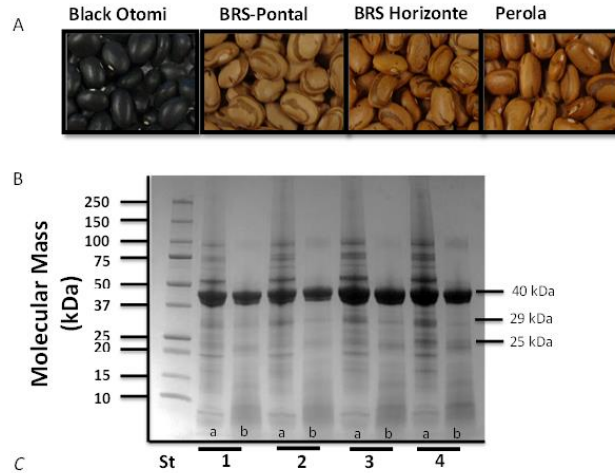 A
Black Otomi BRS-Pontal BRS Horizonte Perola
B
Molecular Mass
(kDa)
250
150
100
75
50
37
25
20
15
10
40 kDa
29 kDa
25 kDa
a b a b a b a b
C St 1 2 3 4